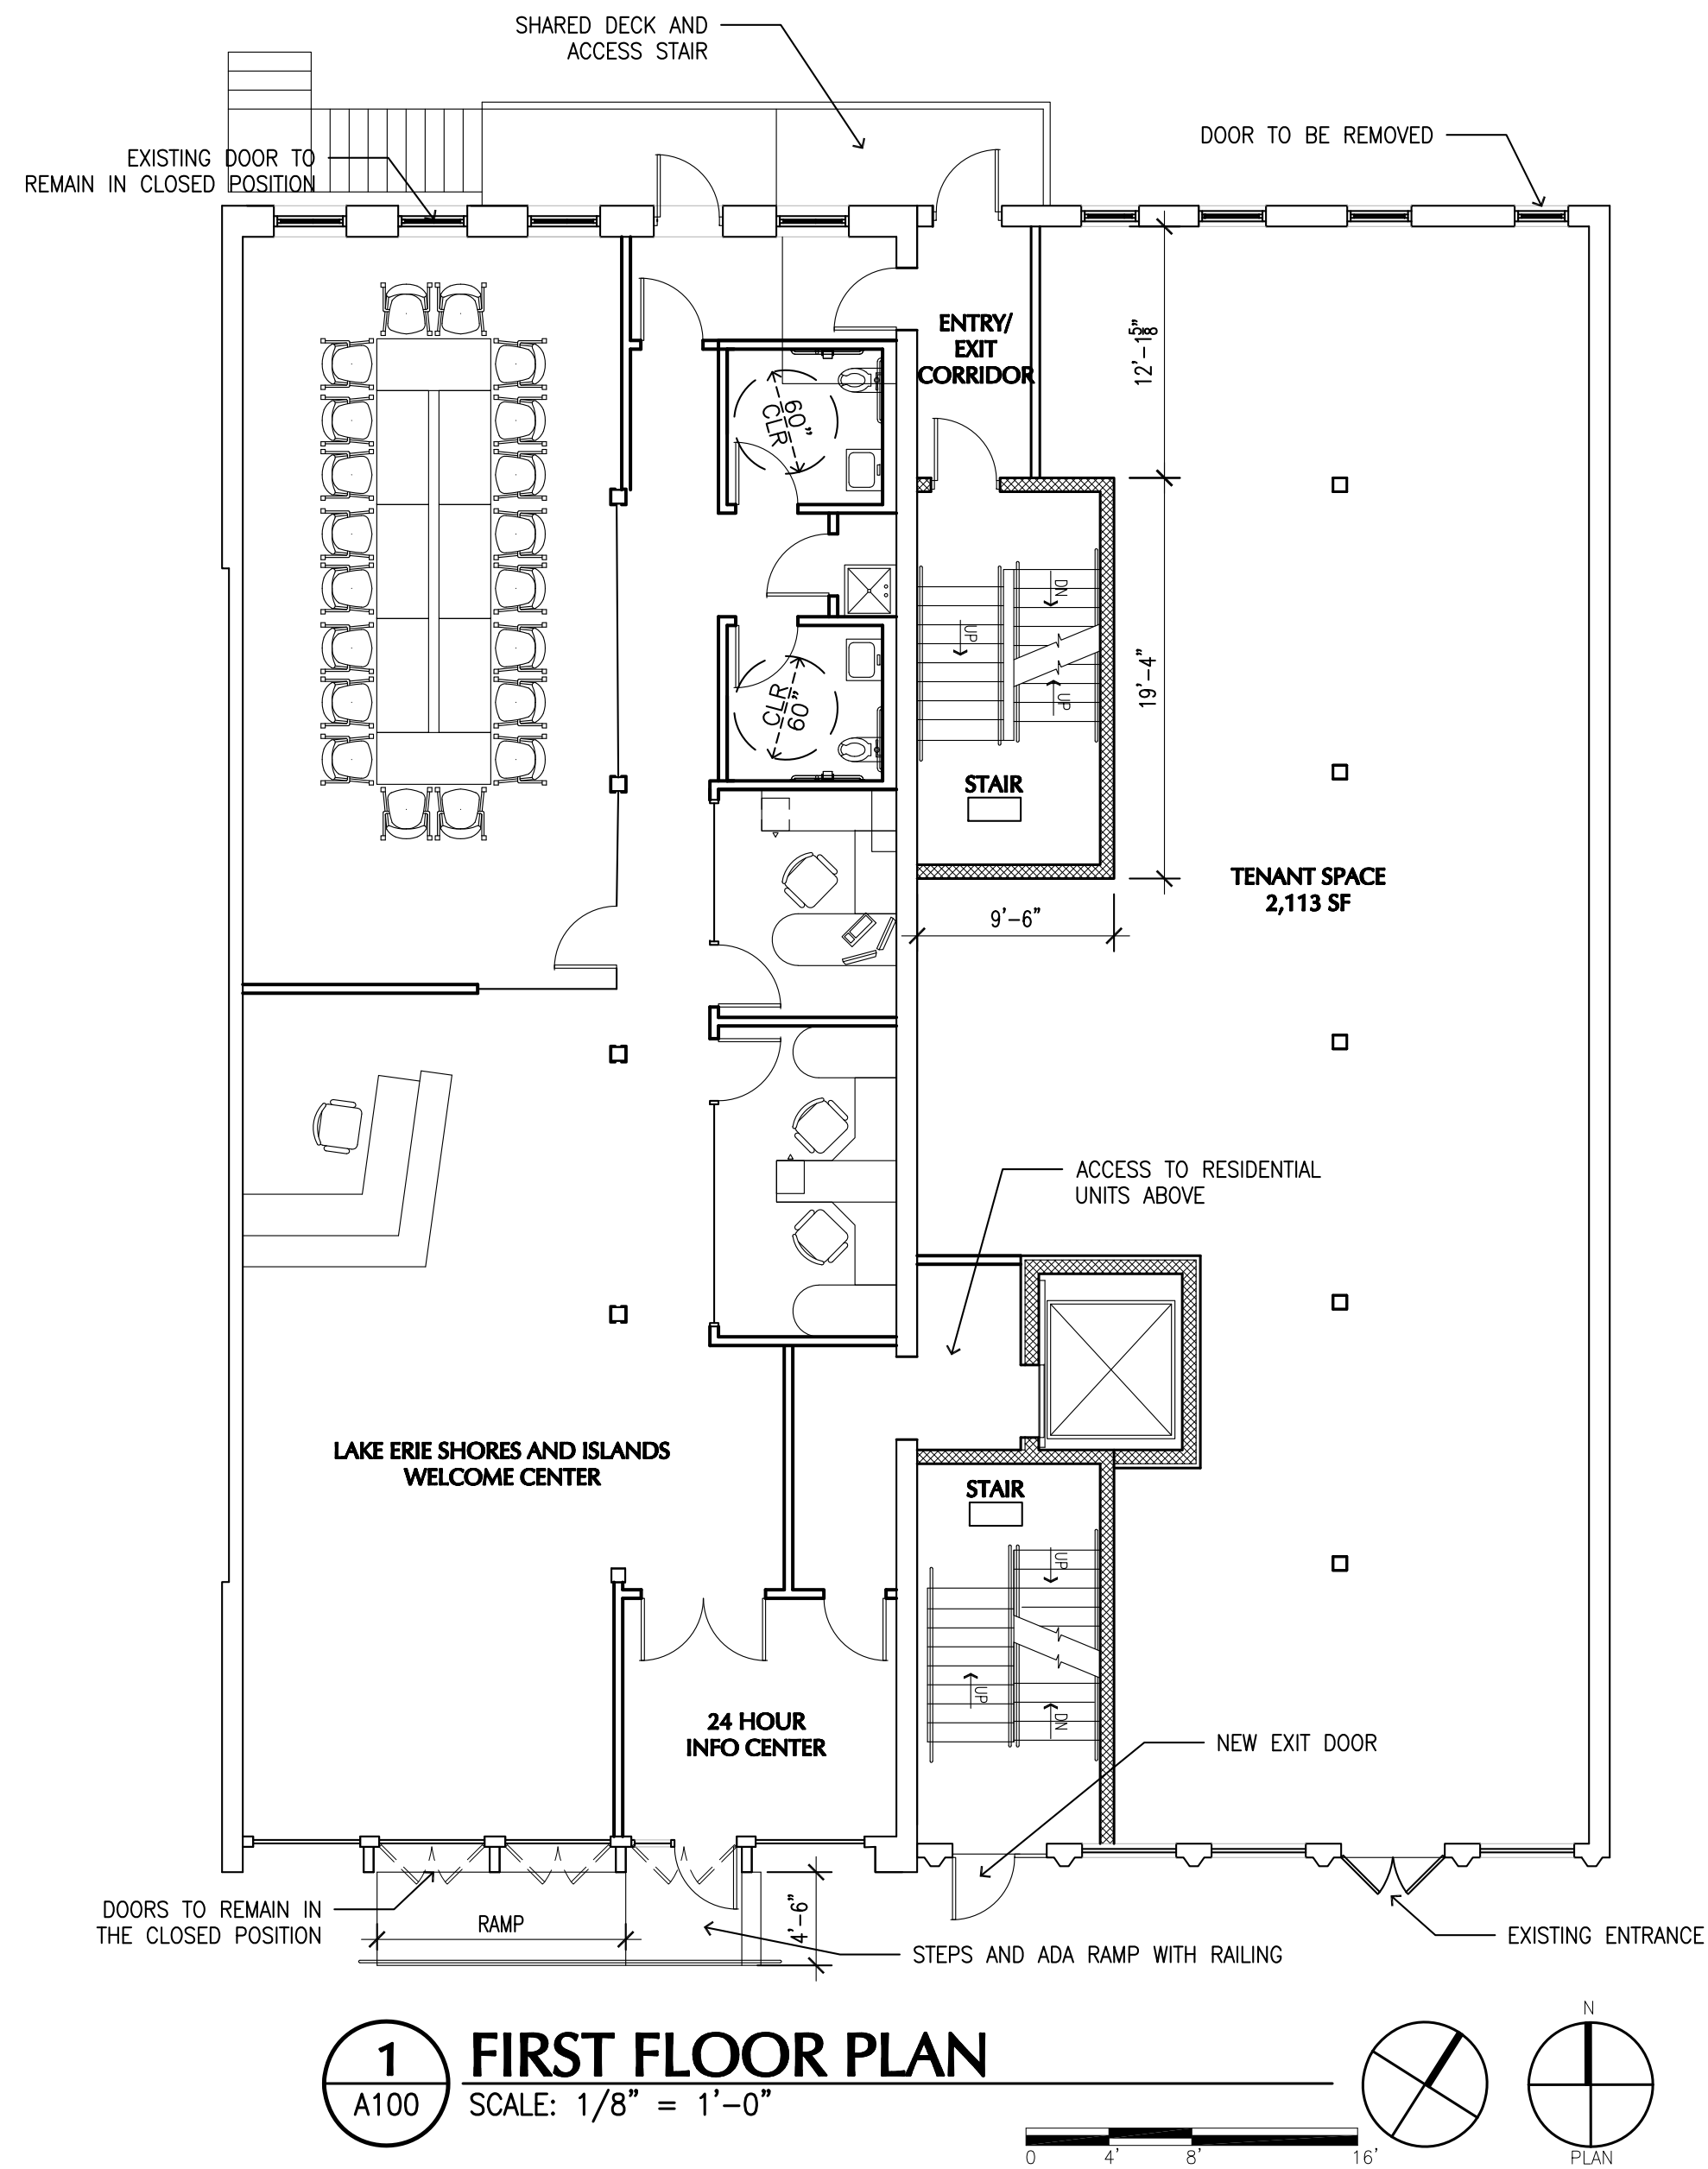 SHARED DECK AND
ACCESS STAIR
DOOR TO BE REMOVED
EXISTING DOOR TO
REMAIN IN CLOSED POSITION
ENTRY/
EXIT
CORRIDOR
12'-1 5/8"
60"
CLR
DN
UP
UP
19'-4"
CLR
60"
STAIR
TENANT SPACE
2,113 SF
9'-6"
ACCESS TO RESIDENTIAL
UNITS ABOVE
LAKE ERIE SHORES AND ISLANDS
WELCOME CENTER
STAIR
UP
UP
DN
24 HOUR
INFO CENTER
NEW EXIT DOOR
DOORS TO REMAIN IN
THE CLOSED POSITION
RAMP
4'-6"
STEPS AND ADA RAMP WITH RAILING
EXISTING ENTRANCE
1
A100
FIRST FLOOR PLAN
SCALE: 1/8" = 1'-0"
0 4' 8' 16'
N
PLAN